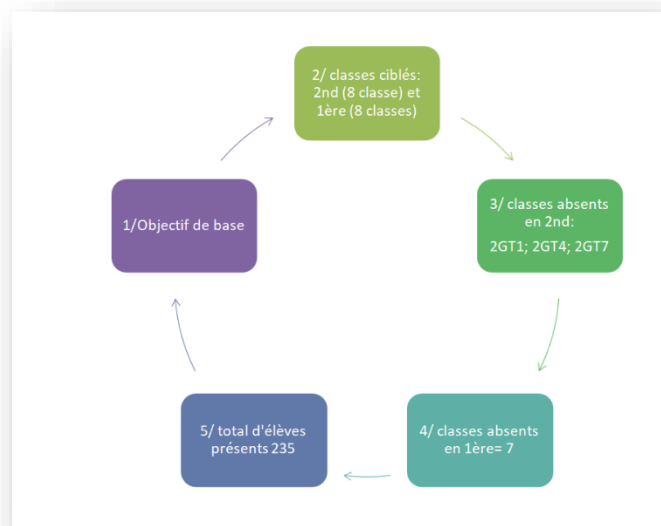 2/ classes ciblés:
2nd (8 classe) et
1ère (8 classes)
3/ classes absents
en 2nd:
2GT1; 2GT4; 2GT7
4/ classes absents
en 1ère= 7
5/ total d'élèves
présents 235
1/Objectif de base